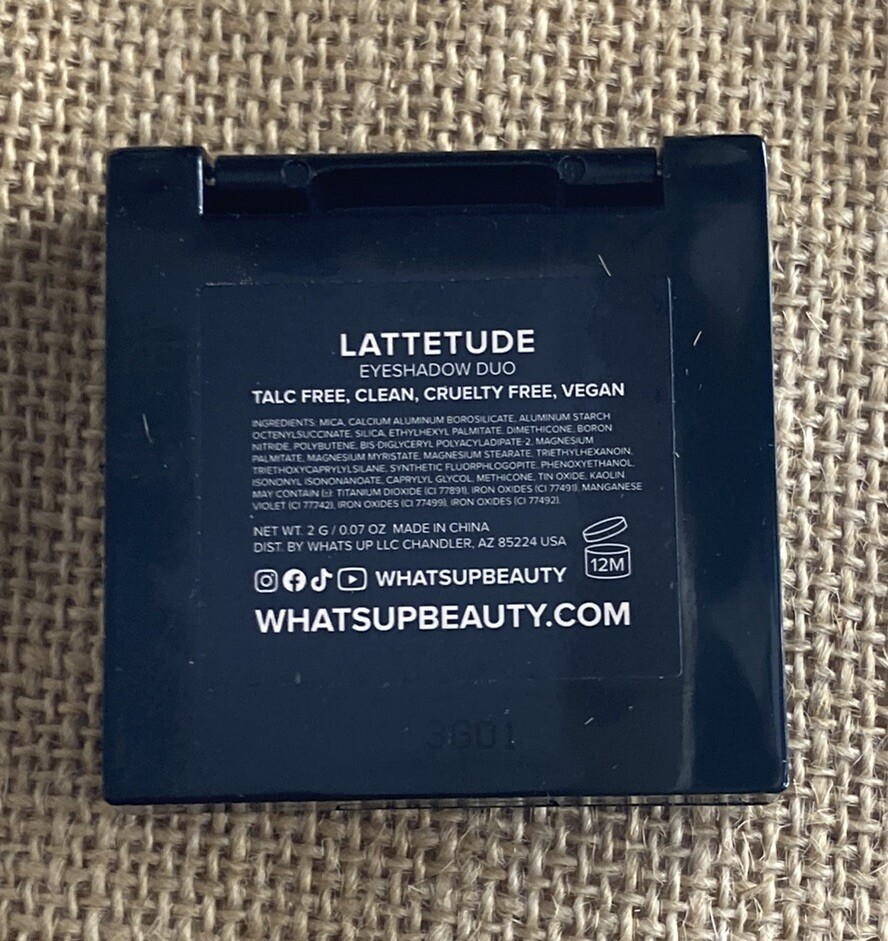 LATTETUDE
EYESHADOW DUO
TALC FREE, CLEAN, CRUELTY FREE, VEGAN
INGREDIENTS: MICA, CALCIUM ALUMINUM BOROSILICATE, ALUMINUM STARCH
OCTENYLSUCCINATE, SILICA, ETHYLHEXYL PALMITATE, DIMETHICONE, BORON
NITRIDE, POLYBUTENE, BIS-DIGLYCERYL POLYACYLADIPATE-2, MAGNESIUM
PALMITATE, MAGNESIUM MYRISTATE, MAGNESIUM STEARATE, TRIETHYLHEXANOIN,
TRIETHOXYCAPRYLYLSILANE, SYNTHETIC FLUORPHLOGOPITE, PHENOXYETHANOL,
ISONONYL ISONONANOATE, CAPRYLYL GLYCOL, METHICONE, TIN OXIDE, KAOLIN
MAY CONTAIN (±): TITANIUM DIOXIDE (CI 77891), IRON OXIDES (CI 77491), MANGANESE
VIOLET (CI 77742), IRON OXIDES (CI 77499), IRON OXIDES (CI 77492).
NET WT. 2 G / 0.07 OZ MADE IN CHINA
DIST. BY WHATS UP LLC CHANDLER, AZ 85224 USA
12M
WHATSUPBEAUTY
WHATSUPBEAUTY.COM
3G01